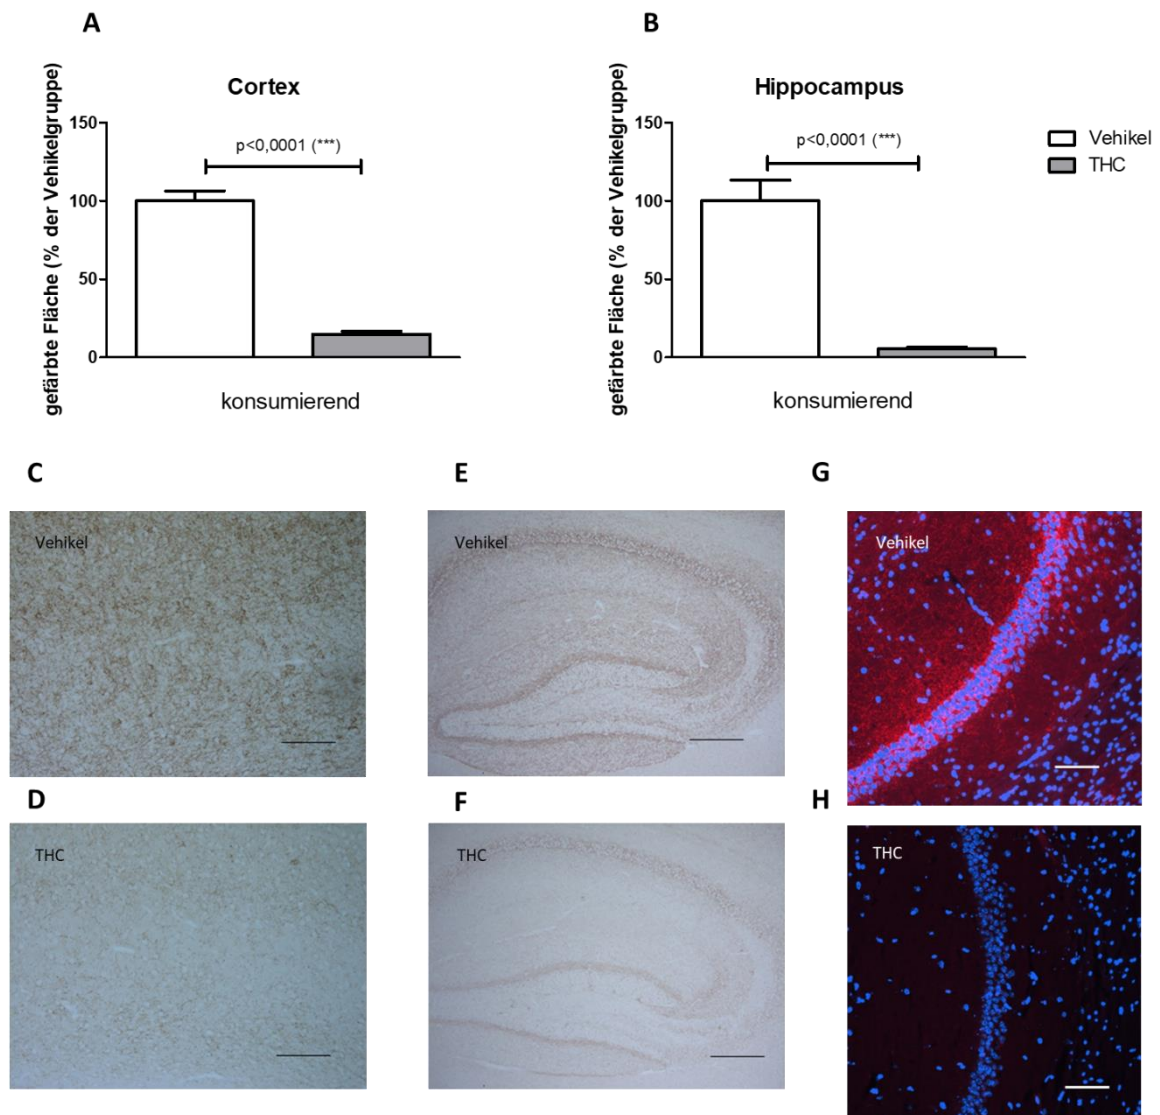 A
B
Cortex
Hippocampus
gefärbte Fläche (% der Vehikelgruppe)
150
100
50
0
p<0,0001 (***)
konsumierend
gefärbte Fläche (% der Vehikelgruppe)
150
100
50
0
p<0,0001 (***)
konsumierend
Vehikel
THC
C
E
G
Vehikel
Vehikel
Vehikel
D
F
H
THC
THC
THC